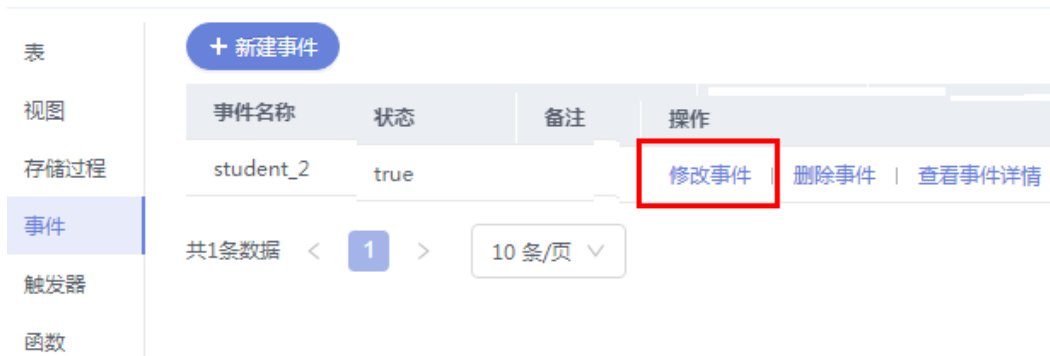 表
视图
存储过程
事件
触发器
函数
+ 新建事件
事件名称 状态 备注 操作
student_2 true 修改事件 | 删除事件 | 查看事件详情
共1条数据 < 1 > 10 条/页